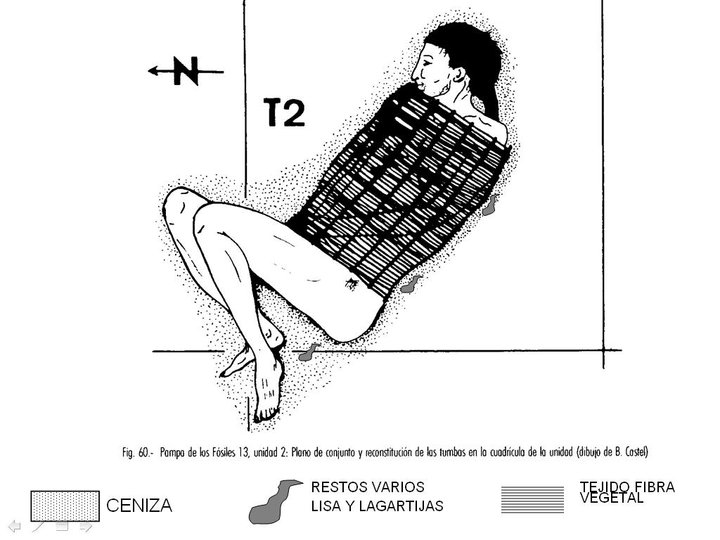 N
T2
Fig. 60.- Pampa de los Fósiles 13, unidad 2: Plano de conjunto y reconstitución de las tumbas en la cuadrícula de la unidad (dibujo de B. Castel)
CENIZA
RESTOS VARIOS
LISA Y LAGARTIJAS
TEJIDO FIBRA
VEGETAL